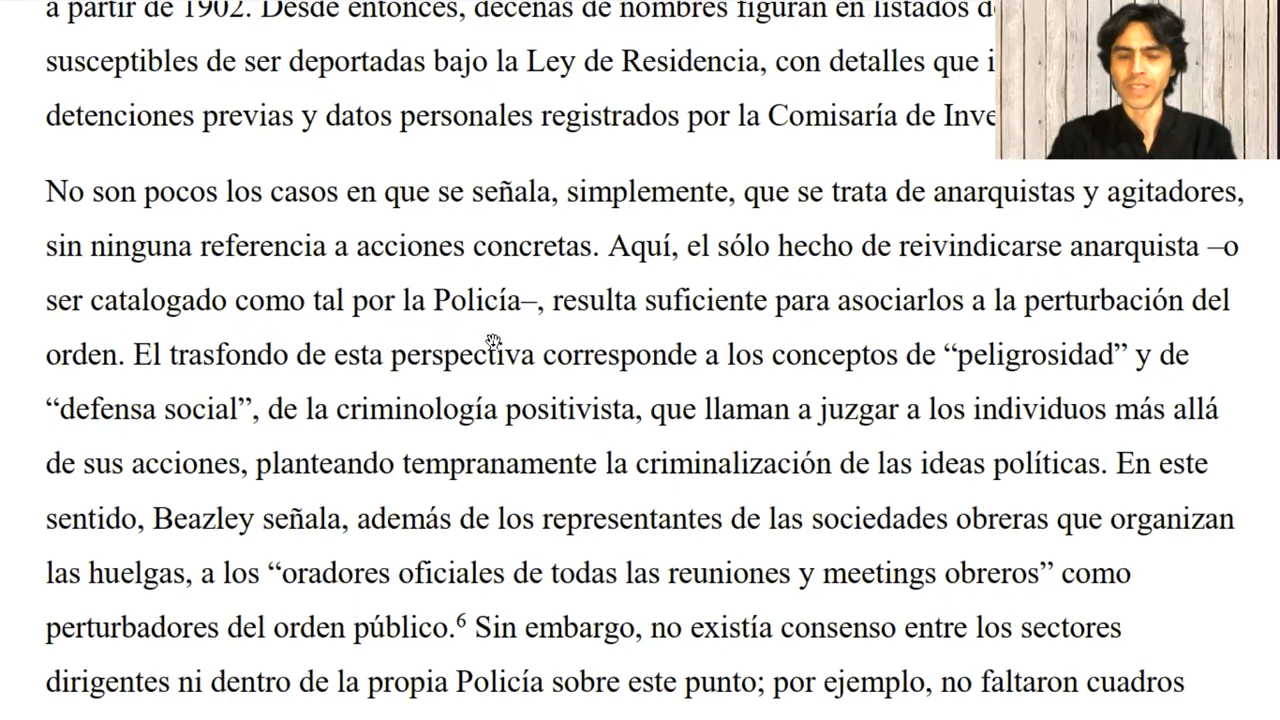 a partir de 1902. Desde entonces, decenas de nombres figuran en listados
susceptibles de ser deportadas bajo la Ley de Residencia, con detalles que
detenciones previas y datos personales registrados por la Comisaría de
No son pocos los casos en que se señala, simplemente, que se trata de anarquistas y agitadores,
sin ninguna referencia a acciones concretas. Aquí, el sólo hecho de reivindicarse anarquista –o
ser catalogado como tal por la Policía–, resulta suficiente para asociarlos a la perturbación del
orden. El trasfondo de esta perspectiva corresponde a los conceptos de “peligrosidad” y de
“defensa social”, de la criminología positivista, que llaman a juzgar a los individuos más allá
de sus acciones, planteando tempranamente la criminalización de las ideas políticas. En este
sentido, Beazley señala, además de los representantes de las sociedades obreras que organizan
las huelgas, a los “oradores oficiales de todas las reuniones y meetings obreros” como
perturbadores del orden público.⁶ Sin embargo, no existía consenso entre los sectores
dirigentes ni dentro de la propia Policía sobre este punto; por ejemplo, no faltaron cuadros